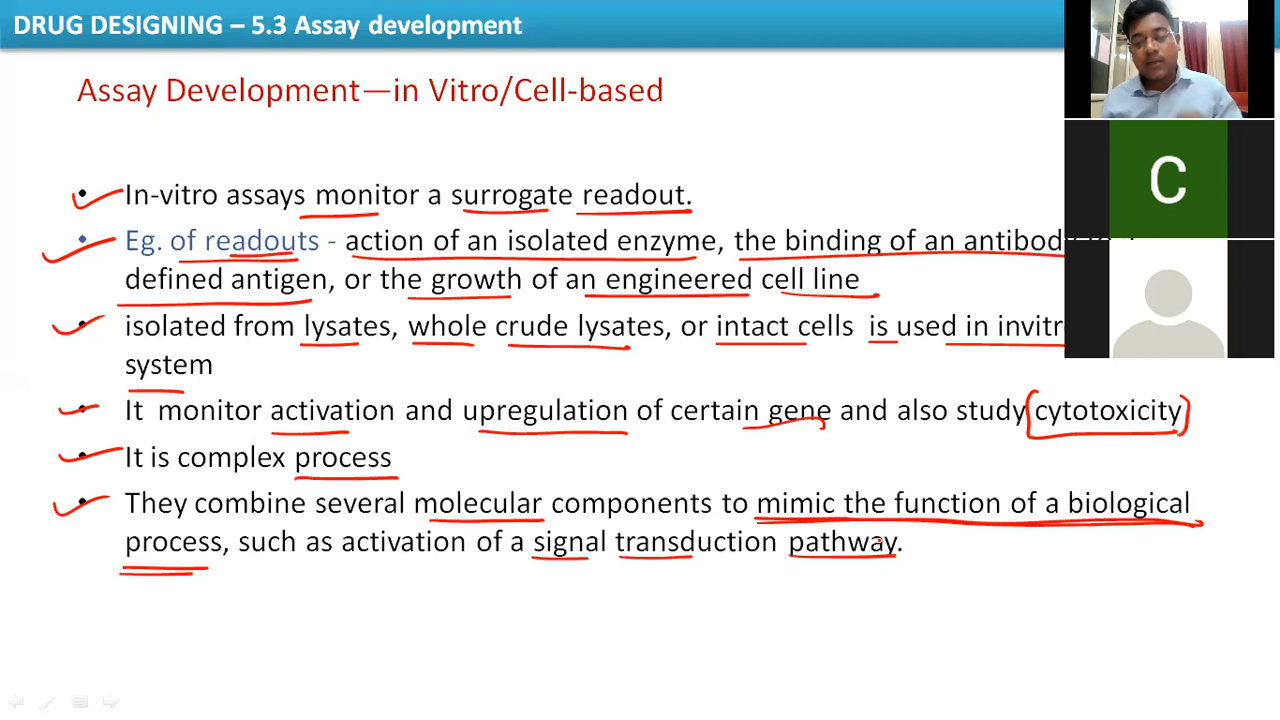 DRUG DESIGNING – 5.3 Assay development
Assay Development—in Vitro/Cell-based
• In-vitro assays monitor a surrogate readout.
• Eg. of readouts - action of an isolated enzyme, the binding of an antibody
defined antigen, or the growth of an engineered cell line
• isolated from lysates, whole crude lysates, or intact cells is used in invitro
system
• It monitor activation and upregulation of certain gene and also study cytotoxicity
• It is complex process
• They combine several molecular components to mimic the function of a biological
process, such as activation of a signal transduction pathway.
C